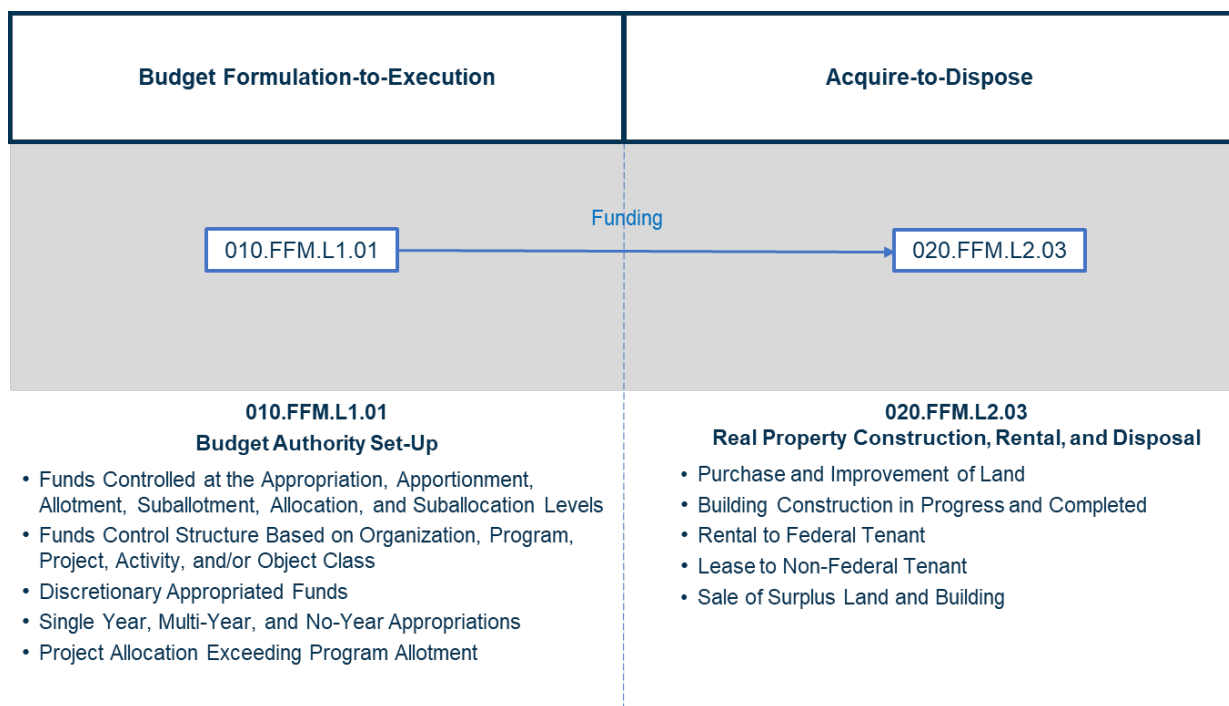 Budget Formulation-to-Execution
Acquire-to-Dispose
Funding
010.FFM.L1.01
020.FFM.L2.03
010.FFM.L1.01
Budget Authority Set-Up
• Funds Controlled at the Appropriation, Apportionment,
Allotment, Suballotment, Allocation, and Suballocation Levels
• Funds Control Structure Based on Organization, Program,
Project, Activity, and/or Object Class
• Discretionary Appropriated Funds
• Single Year, Multi-Year, and No-Year Appropriations
• Project Allocation Exceeding Program Allotment
020.FFM.L2.03
Real Property Construction, Rental, and Disposal
• Purchase and Improvement of Land
• Building Construction in Progress and Completed
• Rental to Federal Tenant
• Lease to Non-Federal Tenant
• Sale of Surplus Land and Building